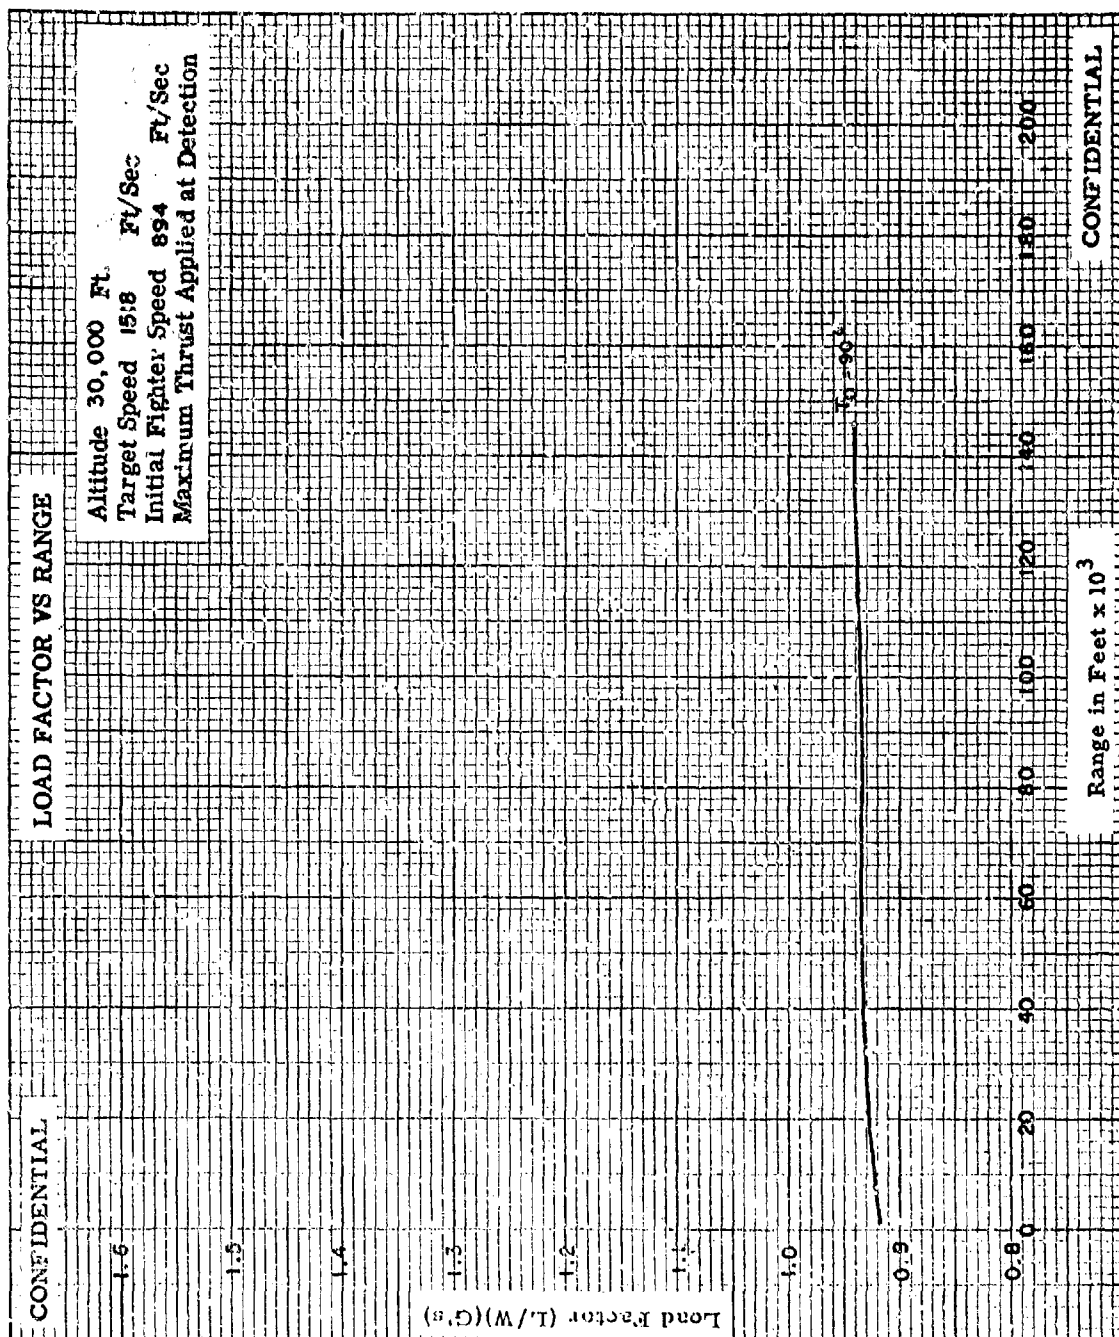 CONFIDENTIAL
LOAD FACTOR VS RANGE
Altitude 30,000 Ft.
Target Speed 1518 Ft/Sec
Initial Fighter Speed 894 Ft/Sec
Maximum Thrust Applied at Detection
Load Factor (L/W)(G's)
1.6
1.5
1.4
1.3
1.2
1.1
1.0
0.9
0.8
0
20
40
60
80
100
120
140
160
180
200
Range in Feet x 10³
CONFIDENTIAL